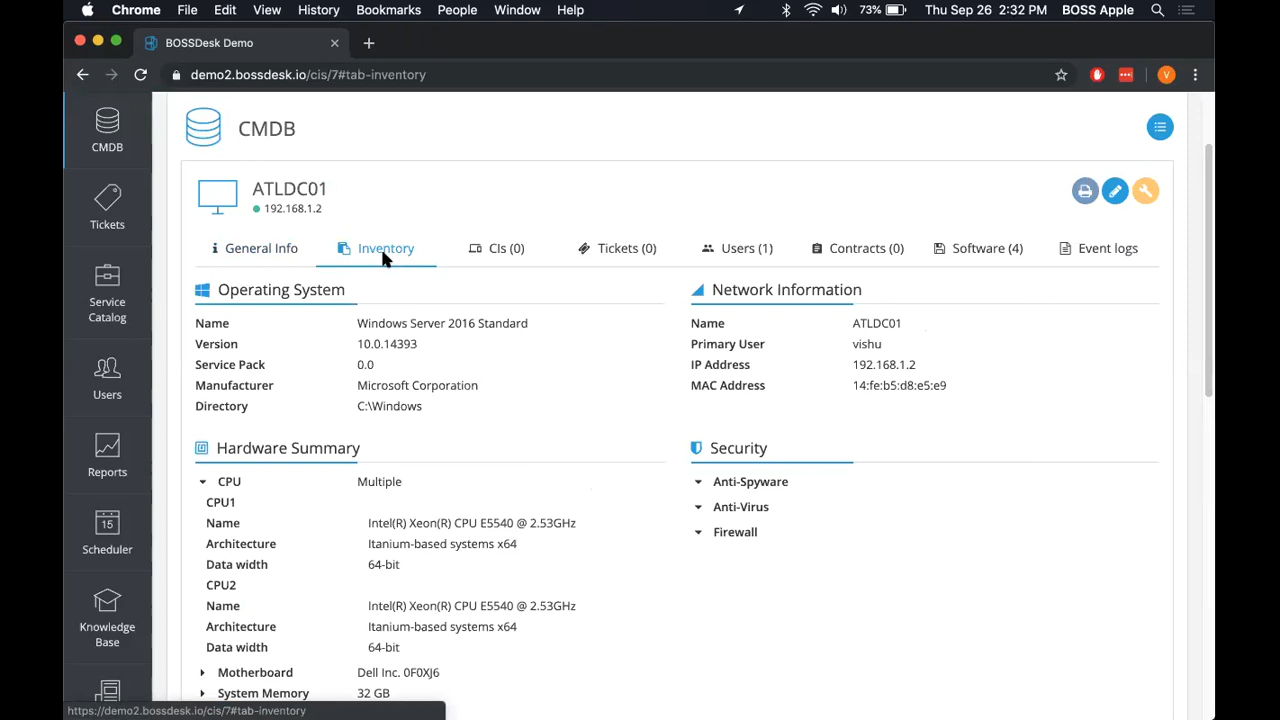 Chrome File Edit View History Bookmarks People Window Help 73% Thu Sep 26 2:32 PM BOSS Apple
BOSSDesk Demo
demo2.bossdesk.io/cis/7#tab-inventory
CMDB
Tickets
Service
Catalog
Users
Reports
15
Scheduler
Knowledge
Base
CMDB
ATLDC01
192.168.1.2
General Info Inventory CIs (0) Tickets (0) Users (1) Contracts (0) Software (4) Event logs
Operating System
Name Windows Server 2016 Standard
Version 10.0.14393
Service Pack 0.0
Manufacturer Microsoft Corporation
Directory C:\Windows
Network Information
Name ATLDC01
Primary User vishu
IP Address 192.168.1.2
MAC Address 14:fe:b5:d8:e5:e9
Hardware Summary
CPU Multiple
CPU1
Name Intel(R) Xeon(R) CPU E5540 @ 2.53GHz
Architecture Itanium-based systems x64
Data width 64-bit
CPU2
Name Intel(R) Xeon(R) CPU E5540 @ 2.53GHz
Architecture Itanium-based systems x64
Data width 64-bit
Motherboard Dell Inc. 0F0XJ6
System Memory 32 GB
Security
Anti-Spyware
Anti-Virus
Firewall
https://demo2.bossdesk.io/cis/7#tab-inventory